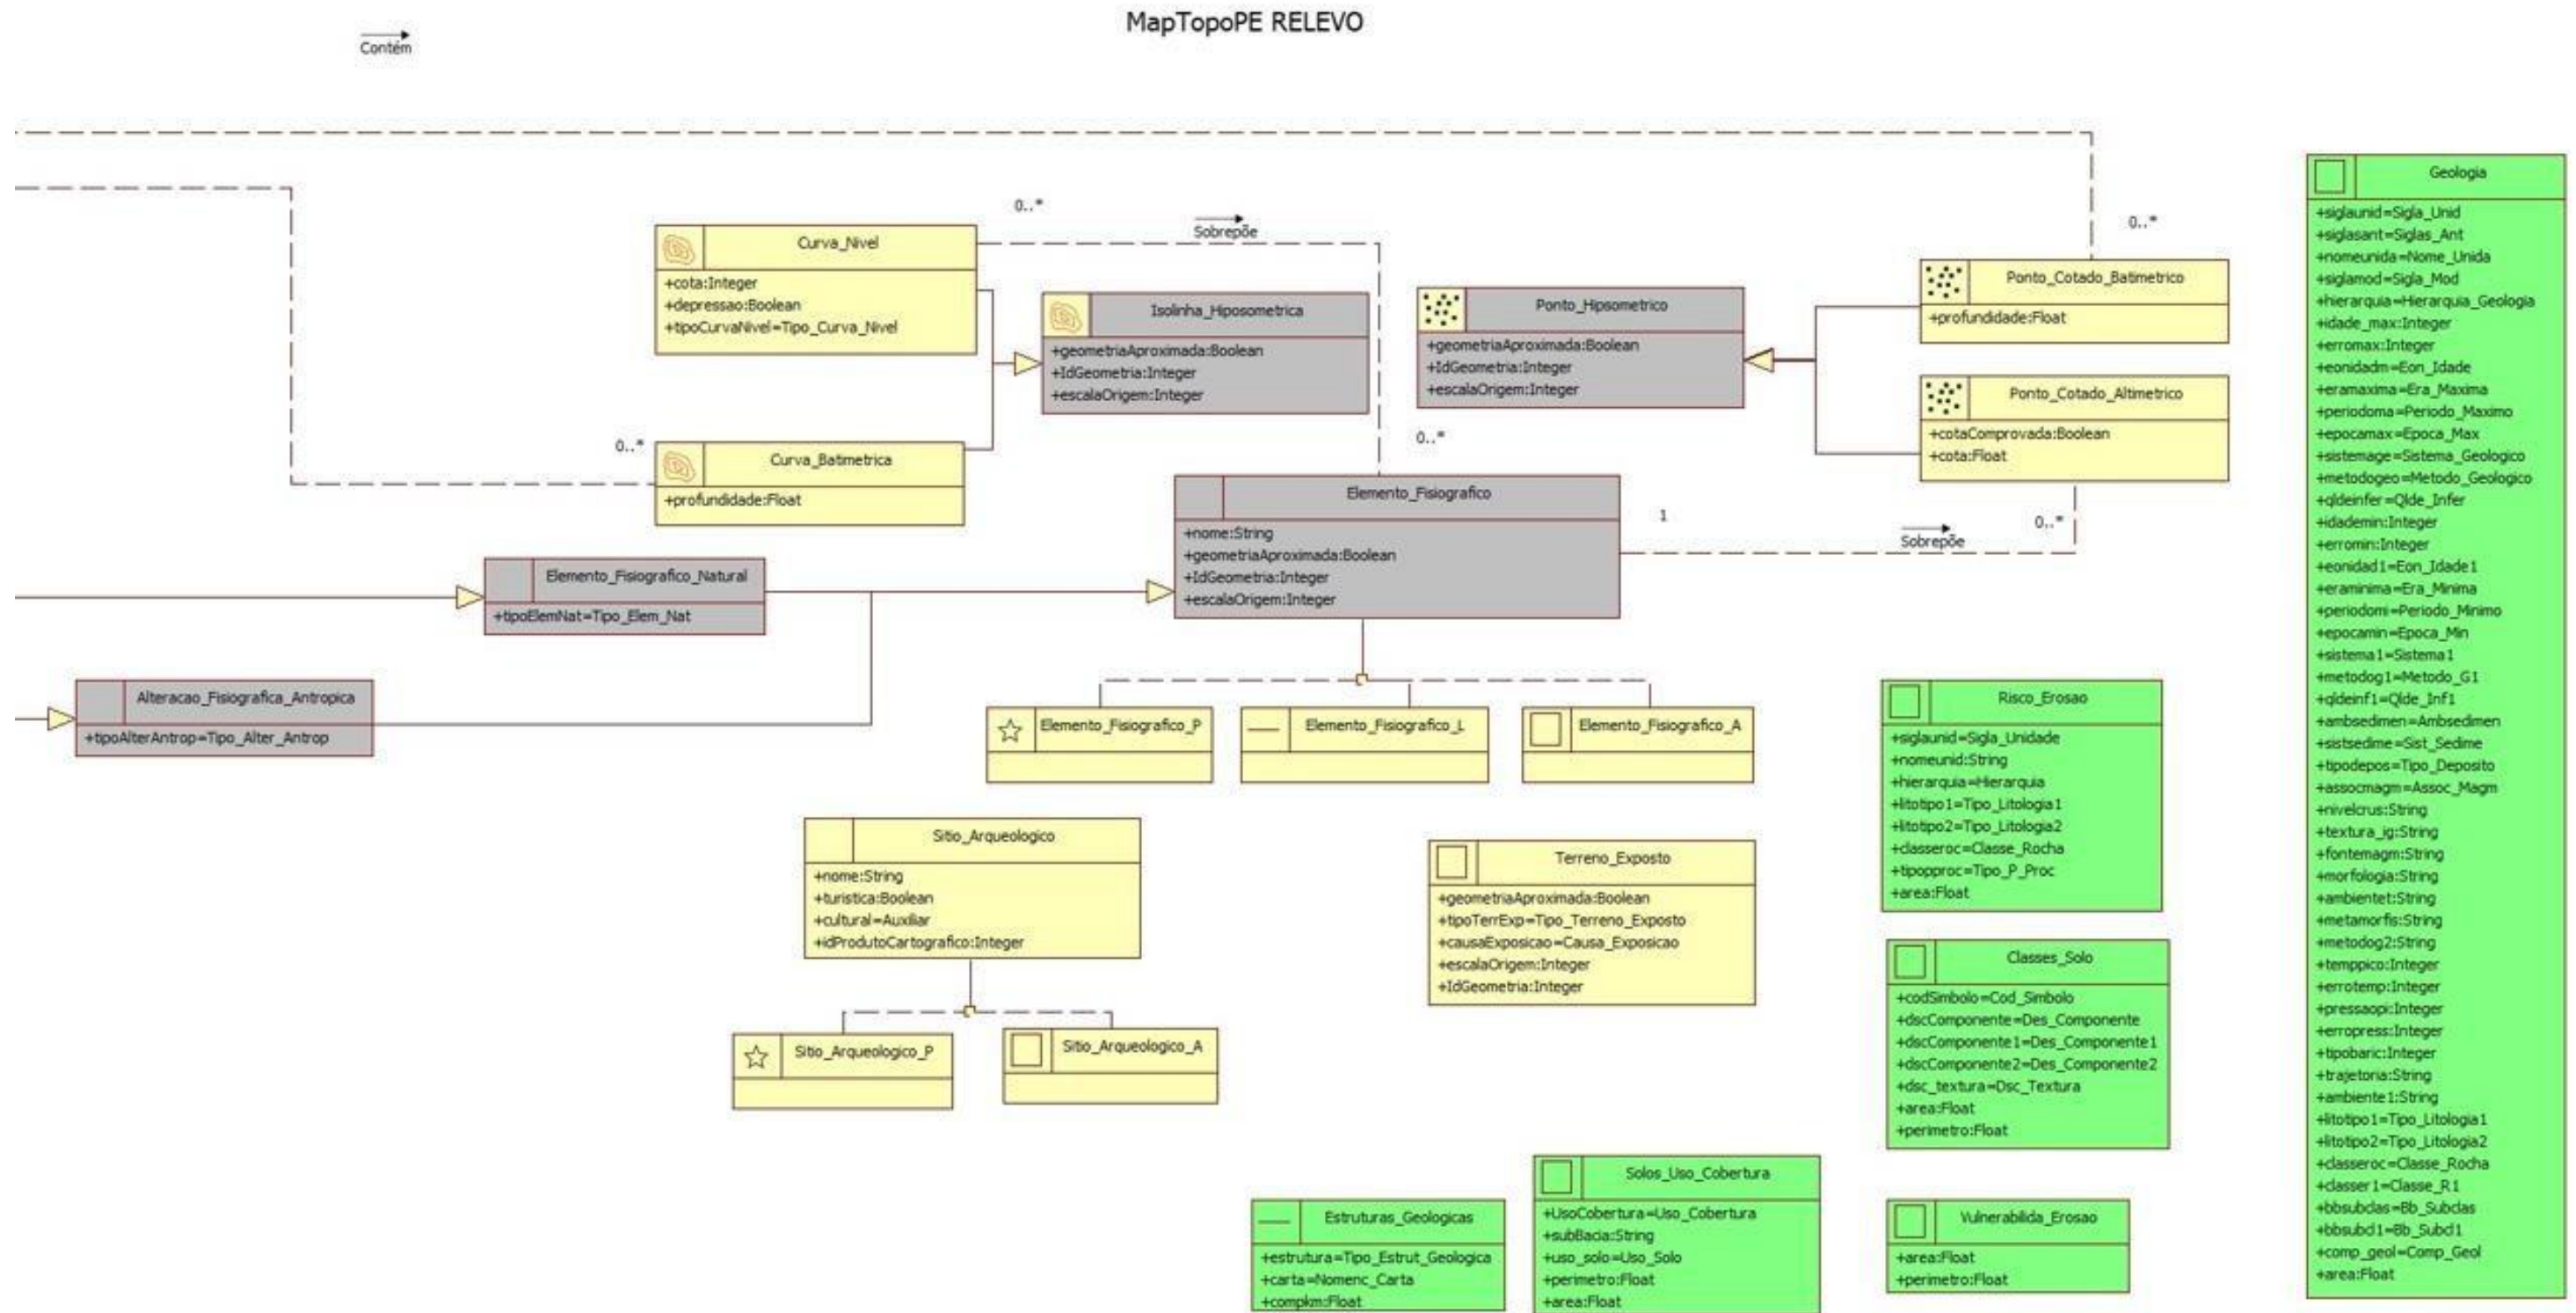 MapTopoPE RELEVO
Contém
0..*
Sobrepõe
Curva_Nivel
+cota:Integer
+depressao:Boolean
+tipoCurvaNivel=Tipo_Curva_Nivel
Isolinha_Hiposometrica
+geometriaAproximada:Boolean
+IdGeometria:Integer
+escalaOrigem:Integer
0..*
Curva_Batimetrica
+profundidade:Float
Ponto_Hipsometrico
+geometriaAproximada:Boolean
+IdGeometria:Integer
+escalaOrigem:Integer
0..*
0..*
Ponto_Cotado_Batimetrico
+profundidade:Float
Ponto_Cotado_Altimetrico
+cotaComprovada:Boolean
+cota:Float
Elemento_Fisiografico
+nome:String
+geometriaAproximada:Boolean
+IdGeometria:Integer
+escalaOrigem:Integer
1
Sobrepõe
0..*
Elemento_Fisiografico_Natural
+tipoElemNat=Tipo_Elem_Nat
Alteracao_Fisiografica_Antropica
+tipoAlterAntrop=Tipo_Alter_Antrop
Elemento_Fisiografico_P
Elemento_Fisiografico_L
Elemento_Fisiografico_A
Sitio_Arqueologico
+nome:String
+turistica:Boolean
+cultural=Auxiliar
+idProdutoCartografico:Integer
Sitio_Arqueologico_P
Sitio_Arqueologico_A
Terreno_Exposto
+geometriaAproximada:Boolean
+tipoTerrExp=Tipo_Terreno_Exposto
+causaExposicao=Causa_Exposicao
+escalaOrigem:Integer
+IdGeometria:Integer
Risco_Erosao
+siglaunid=Sigla_Unidade
+nomeunid:String
+hierarquia=Hierarquia
+litotipo1=Tipo_Litologia1
+litotipo2=Tipo_Litologia2
+classeroc=Classe_Rocha
+tipopproc=Tipo_P_Proc
+area:Float
Classes_Solo
+codSimbolo=Cod_Simbolo
+dscComponente=Des_Componente
+dscComponente1=Des_Componente1
+dscComponente2=Des_Componente2
+dsc_textura=Dsc_Textura
+area:Float
+perimetro:Float
Estruturas_Geologicas
+estrutura=Tipo_Estrut_Geologica
+carta=Nomenc_Carta
+compkm:Float
Solos_Uso_Cobertura
+UsoCobertura=Uso_Cobertura
+subBacia:String
+uso_solo=Uso_Solo
+perimetro:Float
+area:Float
Vulnerabilida_Erosao
+area:Float
+perimetro:Float
Geologia
+siglaunid=Sigla_Unid
+siglasant=Siglas_Ant
+nomeunida=Nome_Unida
+siglamod=Sigla_Mod
+hierarquia=Hierarquia_Geologia
+idade_max:Integer
+erromax:Integer
+eonidadm=Eon_Idade
+eramaxima=Era_Maxima
+periodoma=Periodo_Maximo
+epocamax=Epoca_Max
+sistemage=Sistema_Geologico
+metodogeo=Metodo_Geologico
+qldeinfer=Qlde_Infer
+idademin:Integer
+erromin:Integer
+eonidad1=Eon_Idade1
+eraminima=Era_Minima
+periodomi=Periodo_Minimo
+epocamin=Epoca_Min
+sistema1=Sistema1
+metodog1=Metodo_G1
+qldeinf1=Qlde_Inf1
+ambsedimen=Ambsedimen
+sistsedime=Sist_Sedime
+tipodepos=Tipo_Deposito
+assocmagm=Assoc_Magm
+nivelcrus:String
+textura_ig:String
+fontemagm:String
+morfologia:String
+ambientet:String
+metamorfis:String
+metodog2:String
+temppico:Integer
+errotemp:Integer
+pressaopi:Integer
+erropress:Integer
+tipobaric:Integer
+trajetoria:String
+ambiente1:String
+litotipo1=Tipo_Litologia1
+litotipo2=Tipo_Litologia2
+classeroc=Classe_Rocha
+classer1=Classe_R1
+bbsubclas=Bb_Subclas
+bbsubcl1=Bb_Subcl1
+comp_geol=Comp_Geol
+area:Float